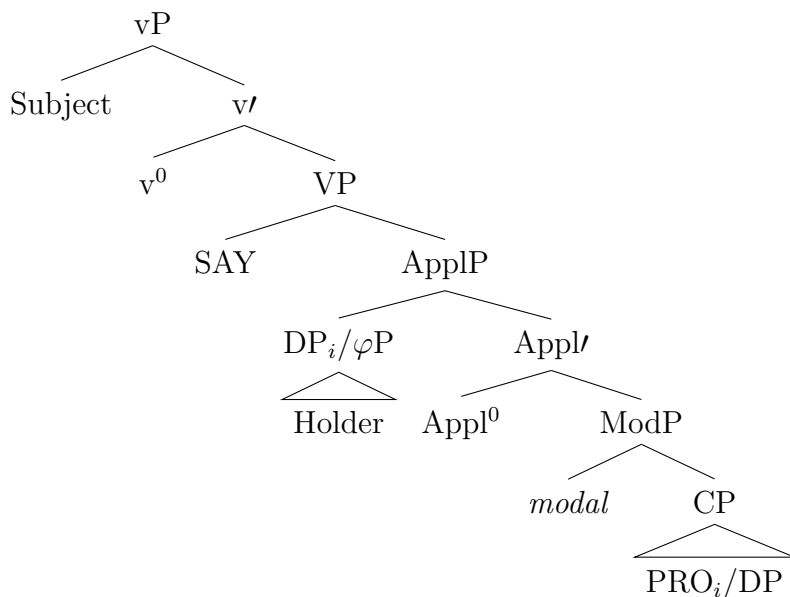 vP
Subject v′
v⁰ VP
SAY ApplP
DPᵢ/φP Appl′
Holder Appl⁰ ModP
modal CP
PROᵢ/DP